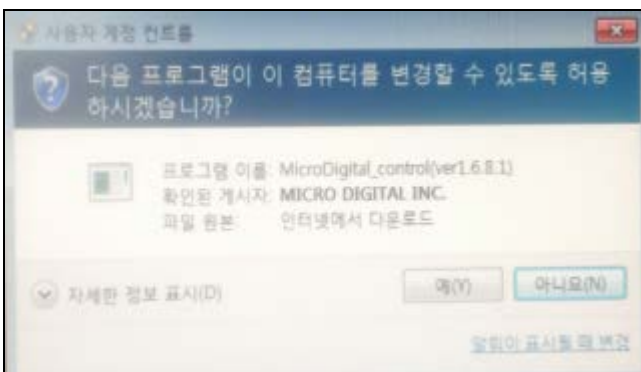 사용자 계정 컨트롤
다음 프로그램이 이 컴퓨터를 변경할 수 있도록 허용
하시겠습니까?
프로그램 이름: MicroDigital_control(ver1.6.8.1)
확인된 게시자: MICRO DIGITAL INC.
파일 원본: 인터넷에서 다운로드
자세한 정보 표시(D)
예(Y)
아니요(N)
알림이 표시될 때 변경